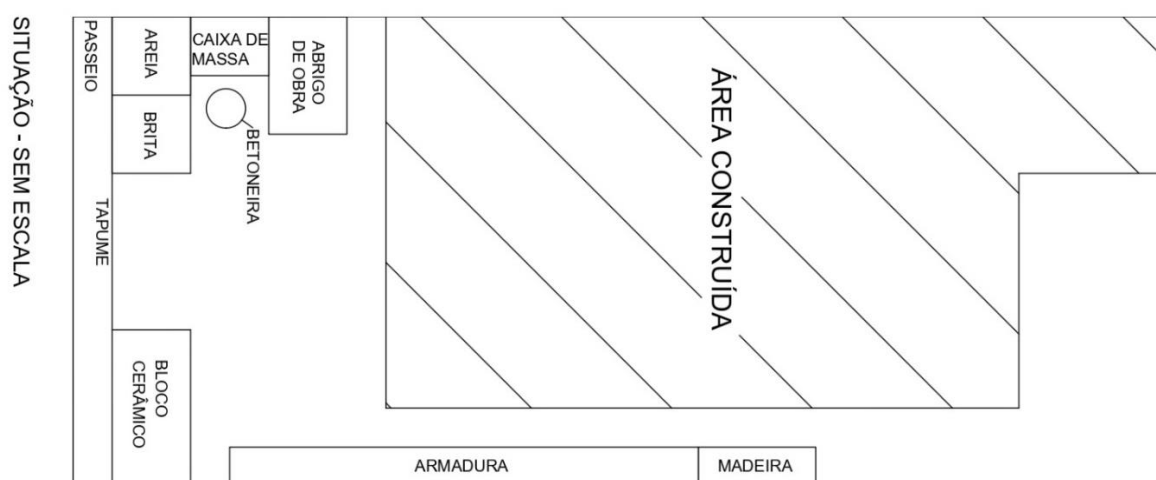 SITUAÇÃO - SEM ESCALA
PASSEIO
TAPUME
AREIA
BRITA
CAIXA DE
MASSA
BETONEIRA
ABRIGO
DE OBRA
ÁREA CONSTRUÍDA
BLOCO
CERÂMICO
ARMADURA
MADEIRA